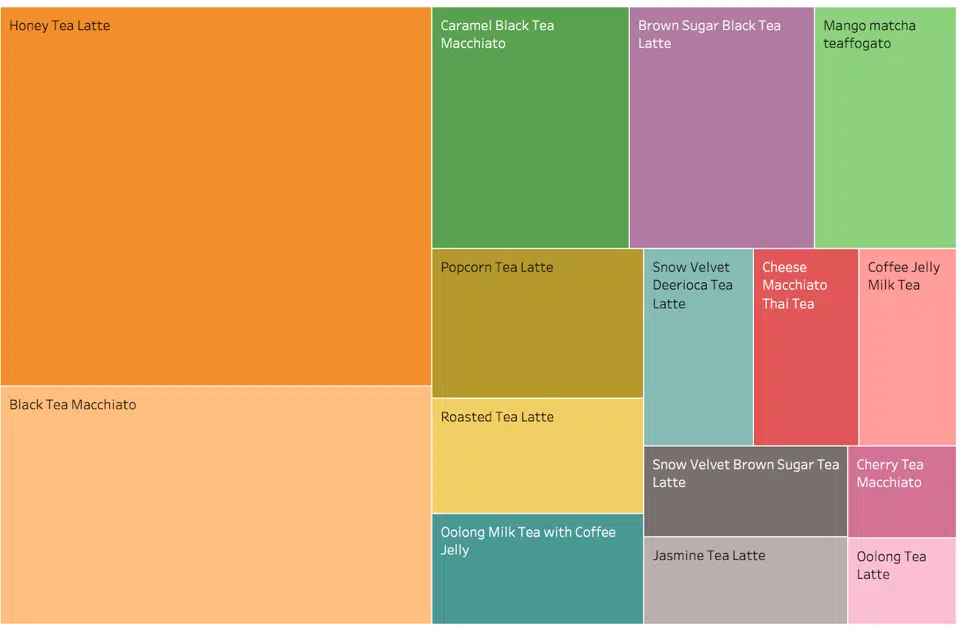 Honey Tea Latte
Caramel Black Tea
Macchiato
Brown Sugar Black Tea
Latte
Mango matcha
teaffogato
Popcorn Tea Latte
Snow Velvet
Deerioca Tea
Latte
Cheese
Macchiato
Thai Tea
Coffee Jelly
Milk Tea
Black Tea Macchiato
Roasted Tea Latte
Snow Velvet Brown Sugar Tea
Latte
Cherry Tea
Macchiato
Oolong Milk Tea with Coffee
Jelly
Jasmine Tea Latte
Oolong Tea
Latte